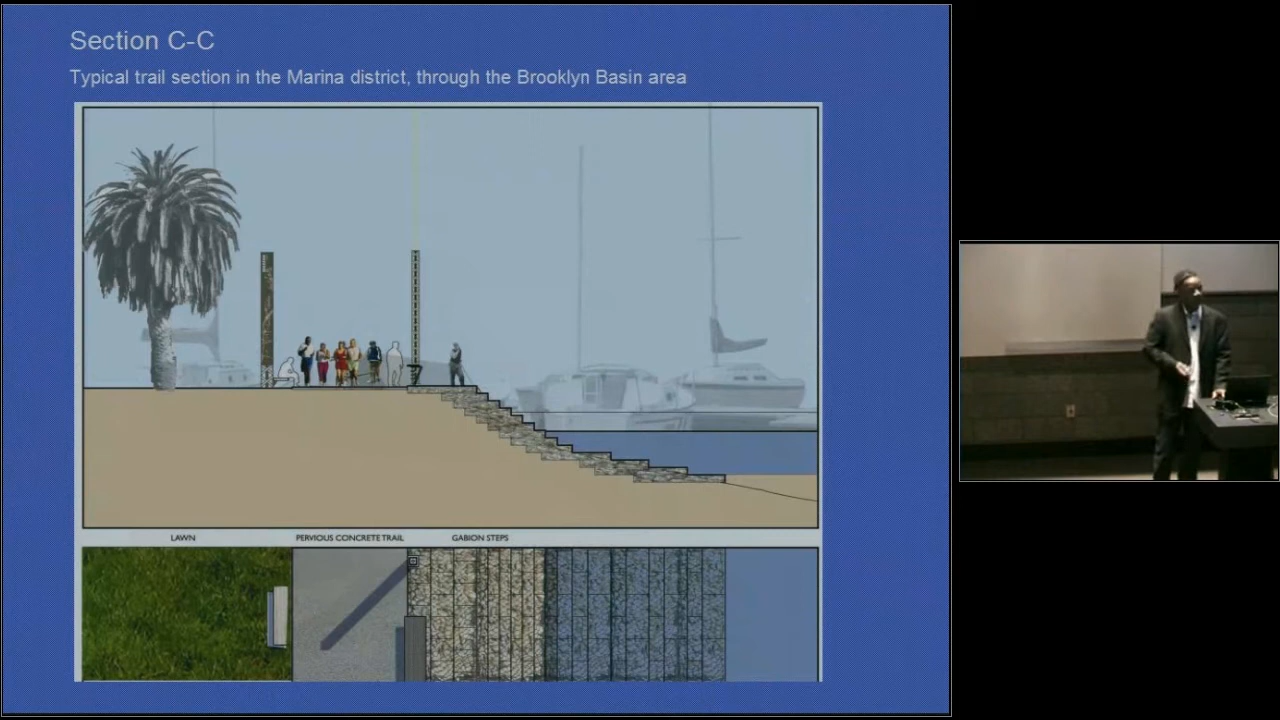 Section C-C
Typical trail section in the Marina district, through the Brooklyn Basin area
LAWN PERVIOUS CONCRETE TRAIL GABION STEPS